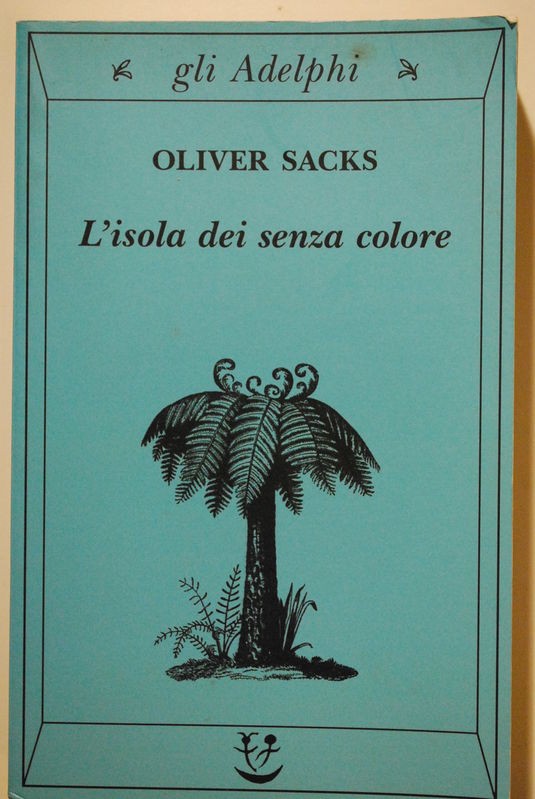 gli Adelphi
OLIVER SACKS
L'isola dei senza colore